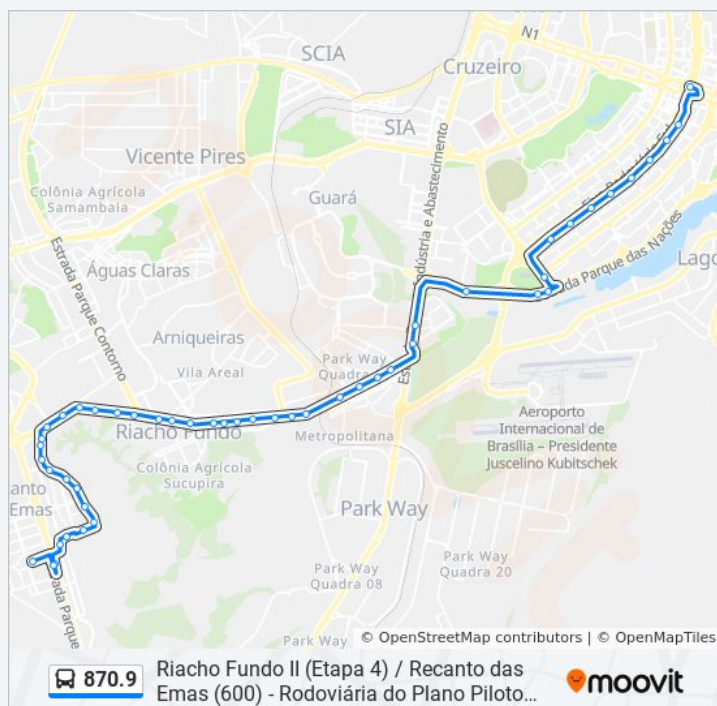 N1
SCIA
Cruzeiro
SIA
Vicente Pires
Colônia Agrícola
Samambaia
Guará
Indústria e Abastecimento
Parque das Nações
Lago
Águas Claras
Estrada Parque Contorno
Arniqueiras
Vila Areal
Park Way
Quadra
Riacho Fundo
Metropolitana
Aeroporto
Internacional de
Brasília – Presidente
Juscelino Kubitschek
Colônia Agrícola
Sucupira
Emas
Park Way
Park Way
Quadra 08
Park Way
Quadra 20
Parque
Park Way
© OpenStreetMap contributors | © OpenMapTiles
870.9
Riacho Fundo II (Etapa 4) / Recanto das
Emas (600) - Rodoviária do Plano Piloto…
moovit